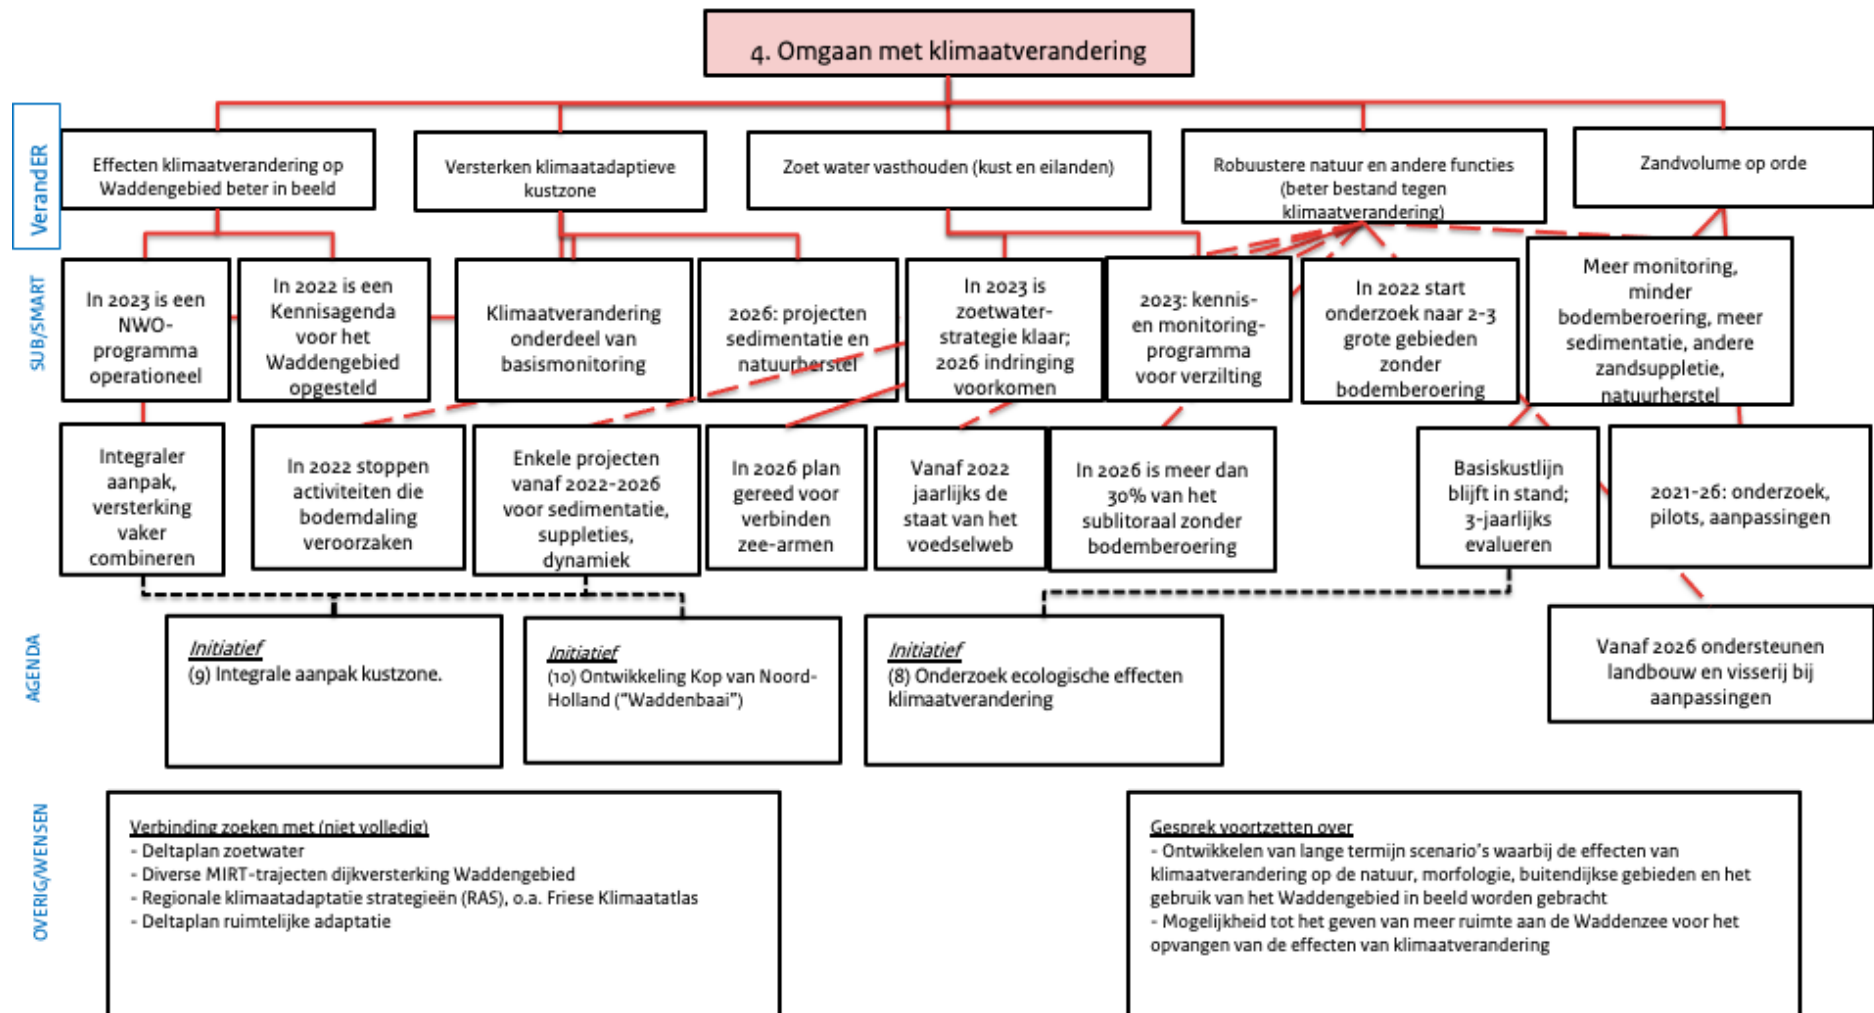 4. Omgaan met klimaatverandering
VeranderER
Effecten klimaatverandering op
Waddengebied beter in beeld
Versterken klimaatadaptieve
kustzone
Zoet water vasthouden (kust en eilanden)
Robuustere natuur en andere functies
(beter bestand tegen
klimaatverandering)
Zandvolume op orde
SUB/SMART
In 2023 is een
NWO-
programma
operationeel
In 2022 is een
Kennisagenda
voor het
Waddengebied
opgesteld
Klimaatverandering
onderdeel van
basismonitoring
2026: projecten
sedimentatie en
natuurherstel
In 2023 is
zoetwater-
strategie klaar;
2026 indringing
voorkomen
2023: kennis-
en monitoring-
programma
voor verzilting
In 2022 start
onderzoek naar 2-3
grote gebieden
zonder
bodemberoering
Meer monitoring,
minder
bodemberoering, meer
sedimentatie, andere
zandsuppletie,
natuurherstel
Integraler
aanpak,
versterking
vaker
combineren
In 2022 stoppen
activiteiten die
bodemdaling
veroorzaken
Enkele projecten
vanaf 2022-2026
voor sedimentatie,
suppleties,
dynamiek
In 2026 plan
gereed voor
verbinden
zee-armen
Vanaf 2022
jaarlijks de
staat van het
voedselweb
In 2026 is meer dan
30% van het
sublitoraal zonder
bodemberoering
Basiskustlijn
blijft in stand;
3-jaarlijks
evalueren
2021-26: onderzoek,
pilots, aanpassingen
AGENDA
Initiatief
(9) Integrale aanpak kustzone.
Initiatief
(10) Ontwikkeling Kop van Noord-
Holland (“Waddenbaai”)
Initiatief
(8) Onderzoek ecologische effecten
klimaatverandering
Vanaf 2026 ondersteunen
landbouw en visserij bij
aanpassingen
OVERIG/WENSEN
Verbinding zoeken met (niet volledig)
- Deltaplan zoetwater
- Diverse MIRT-trajecten dijkversterking Waddengebied
- Regionale klimaatadaptatie strategieën (RAS), o.a. Friese Klimaatatlas
- Deltaplan ruimtelijke adaptatie
Gesprek voortzetten over
- Ontwikkelen van lange termijn scenario’s waarbij de effecten van
klimaatverandering op de natuur, morfologie, buitendijkse gebieden en het
gebruik van het Waddengebied in beeld worden gebracht
- Mogelijkheid tot het geven van meer ruimte aan de Waddenzee voor het
opvangen van de effecten van klimaatverandering